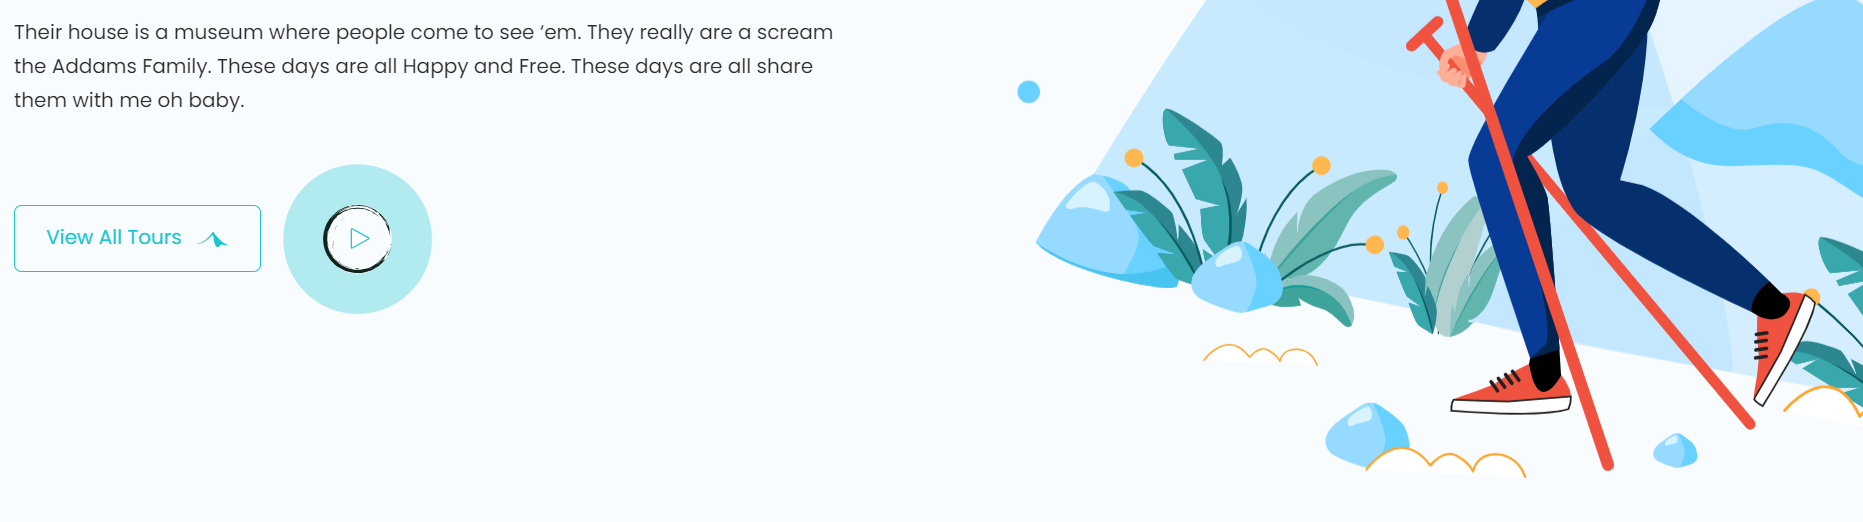 Their house is a museum where people come to see ‘em. They really are a scream
the Addams Family. These days are all Happy and Free. These days are all share
them with me oh baby.
View All Tours